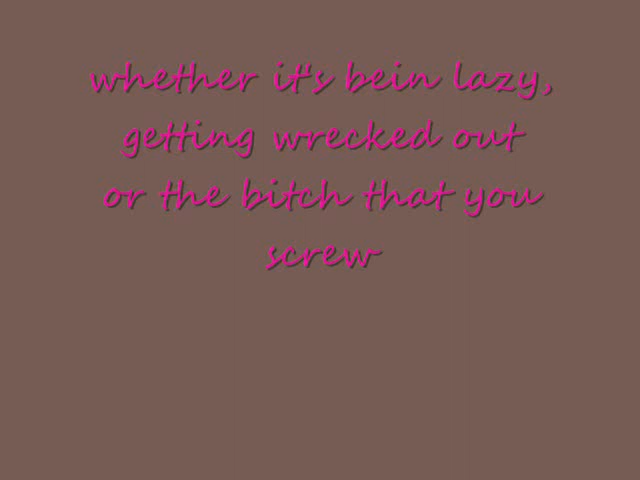 whether it's bein lazy,
getting wrecked out
or the bitch that you
screw